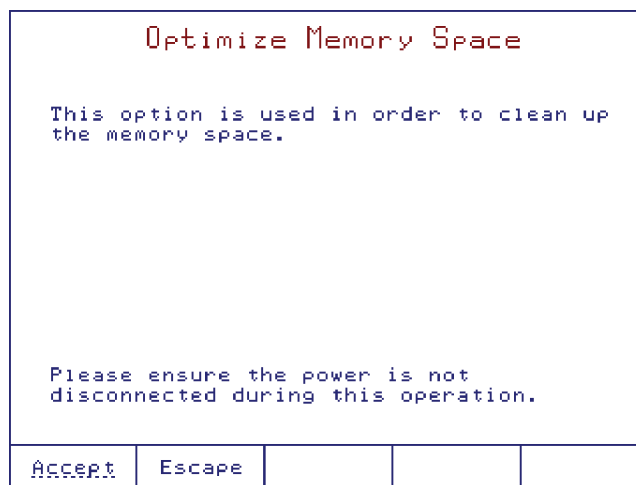 Optimize Memory Space
This option is used in order to clean up
the memory space.
Please ensure the power is not
disconnected during this operation.
Accept
Escape